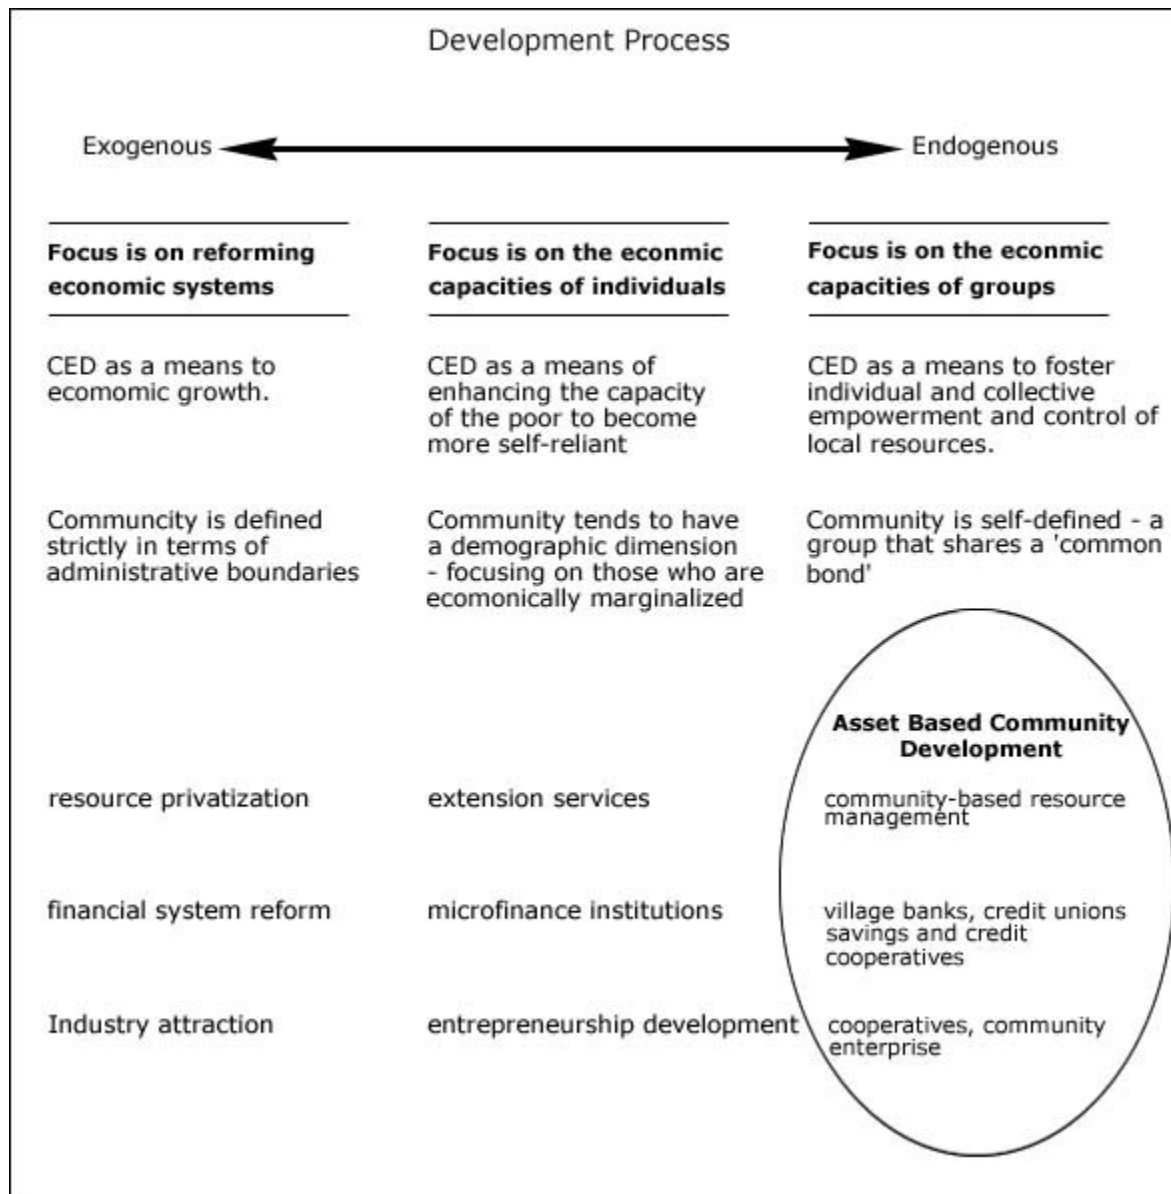 Development Process
Exogenous
Endogenous
Focus is on reforming
economic systems
Focus is on the econmic
capacities of individuals
Focus is on the econmic
capacities of groups
CED as a means to
ecomomic growth.
CED as a means of
enhancing the capacity
of the poor to become
more self-reliant
CED as a means to foster
individual and collective
empowerment and control of
local resources.
Communcity is defined
strictly in terms of
administrative boundaries
Community tends to have
a demographic dimension
- focusing on those who are
ecomonically marginalized
Community is self-defined - a
group that shares a 'common
bond'
Asset Based Community
Development
resource privatization
extension services
community-based resource
management
financial system reform
microfinance institutions
village banks, credit unions
savings and credit
cooperatives
Industry attraction
entrepreneurship development
cooperatives, community
enterprise